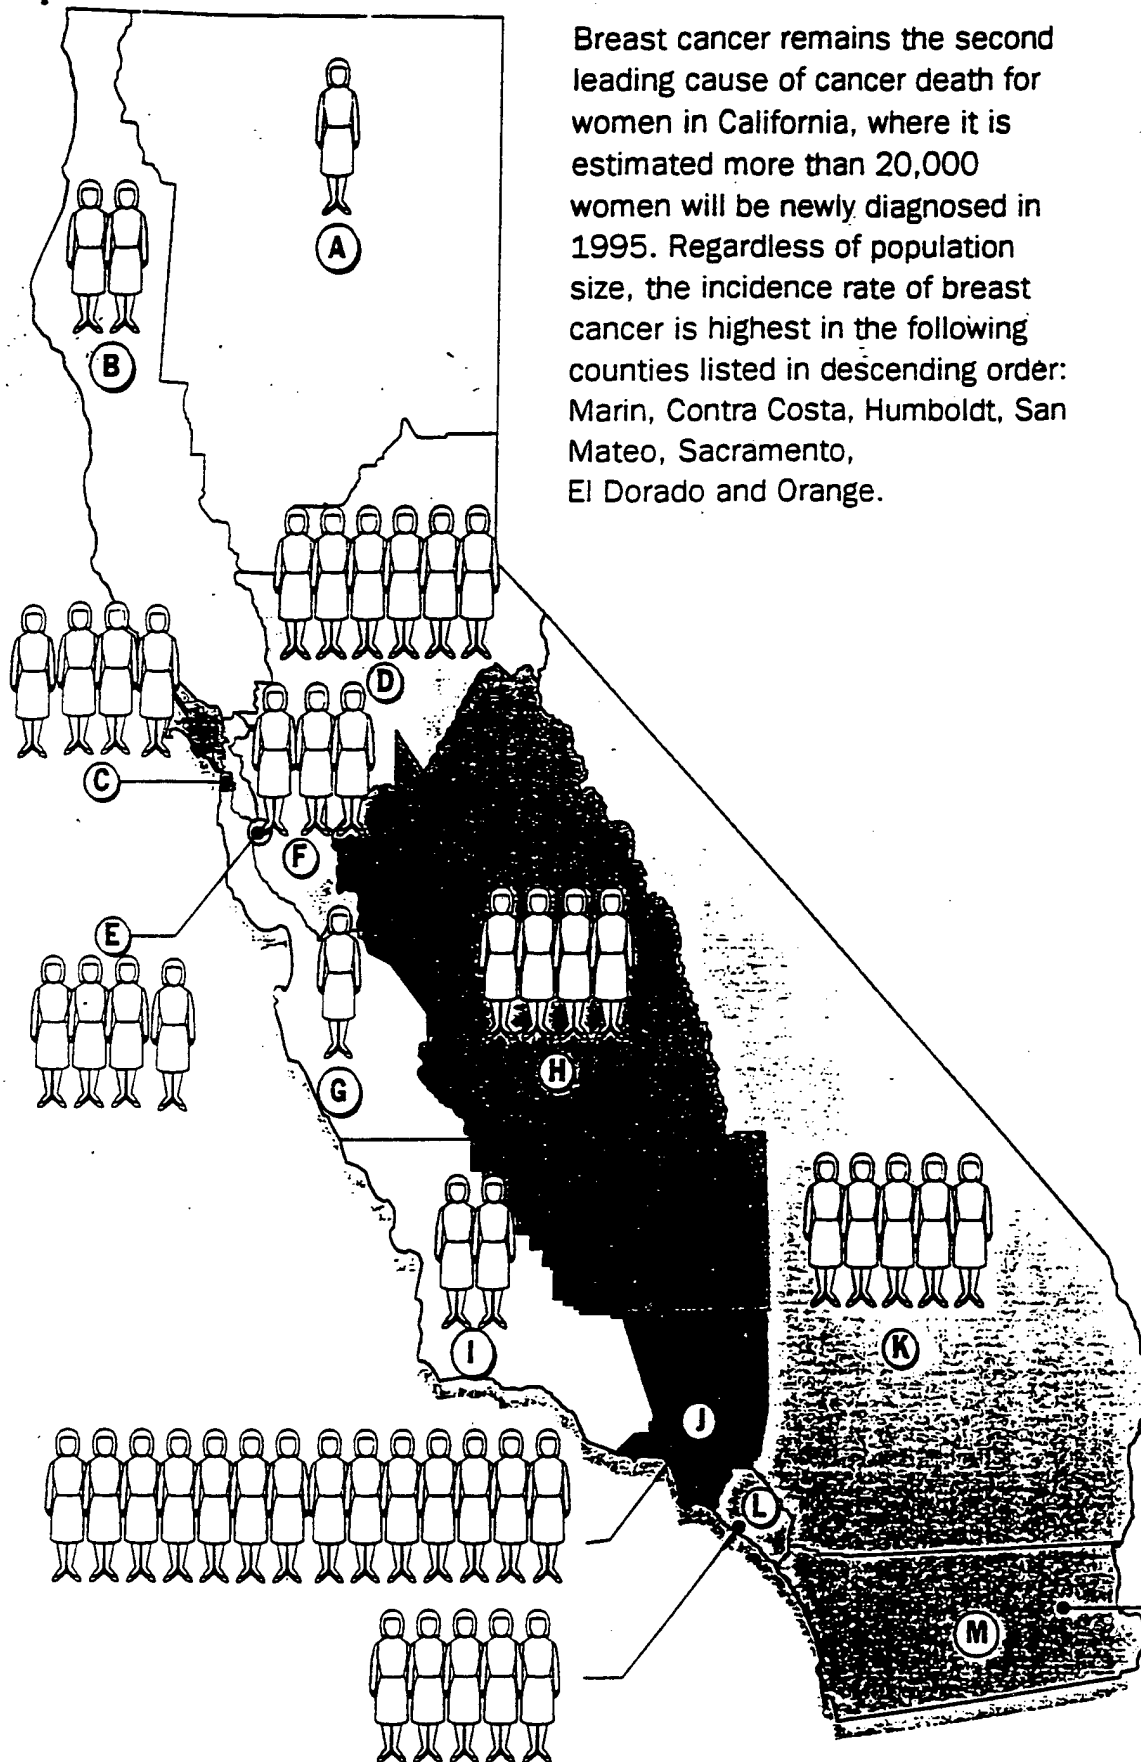 Breast cancer remains the second
leading cause of cancer death for
women in California, where it is
estimated more than 20,000
women will be newly diagnosed in
1995. Regardless of population
size, the incidence rate of breast
cancer is highest in the following
counties listed in descending order:
Marin, Contra Costa, Humboldt, San
Mateo, Sacramento,
El Dorado and Orange.
A
B
D
C
F
E
H
G
K
I
J
L
M